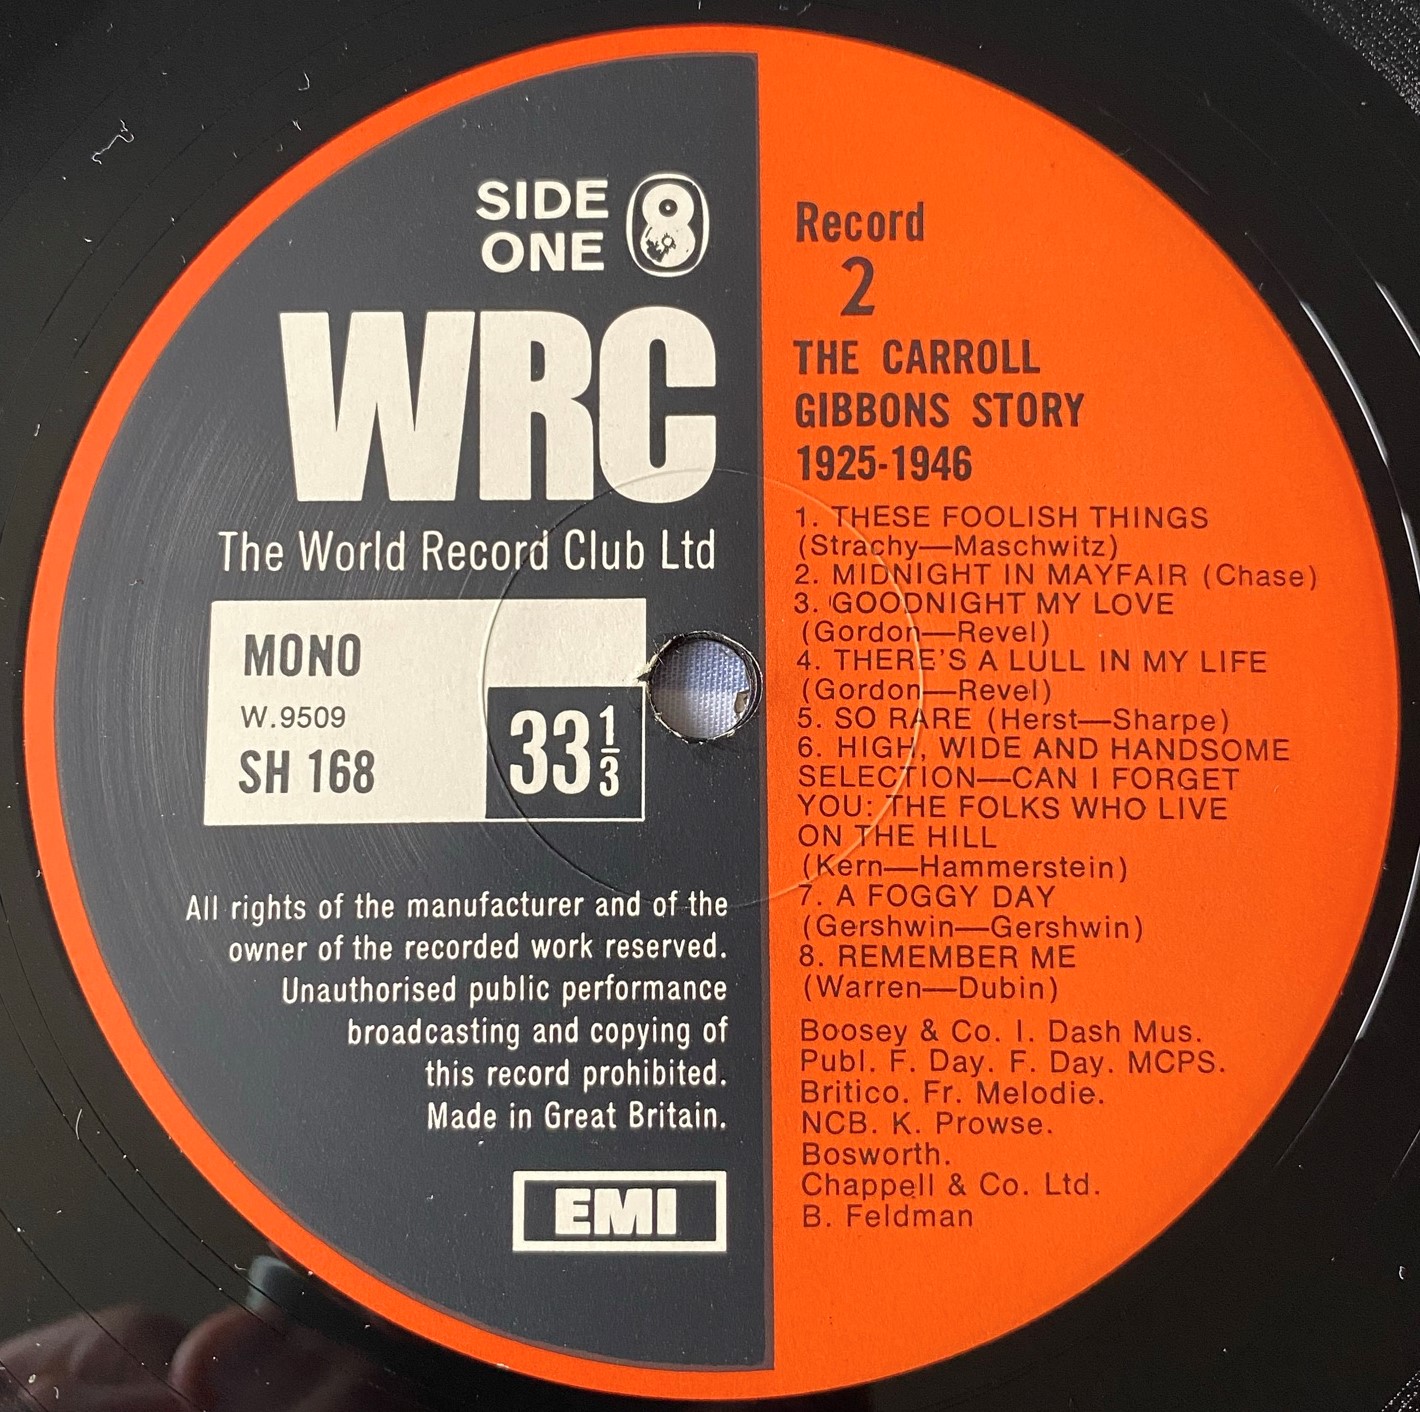 SIDE
ONE
WRC
The World Record Club Ltd
MONO
W.9509
SH 168
33 1/3
All rights of the manufacturer and of the
owner of the recorded work reserved.
Unauthorised public performance
broadcasting and copying of
this record prohibited.
Made in Great Britain.
EMI
Record
2
THE CARROLL
GIBBONS STORY
1925-1946
1. THESE FOOLISH THINGS
(Strachy—Maschwitz)
2. MIDNIGHT IN MAYFAIR (Chase)
3. GOODNIGHT MY LOVE
(Gordon—Revel)
4. THERE'S A LULL IN MY LIFE
(Gordon—Revel)
5. SO RARE (Herst—Sharpe)
6. HIGH, WIDE AND HANDSOME
SELECTION—CAN I FORGET
YOU: THE FOLKS WHO LIVE
ON THE HILL
(Kern—Hammerstein)
7. A FOGGY DAY
(Gershwin—Gershwin)
8. REMEMBER ME
(Warren—Dubin)
Boosey & Co. I. Dash Mus.
Publ. F. Day. F. Day. MCPS.
Britico. Fr. Melodie.
NCB. K. Prowse.
Bosworth.
Chappell & Co. Ltd.
B. Feldman